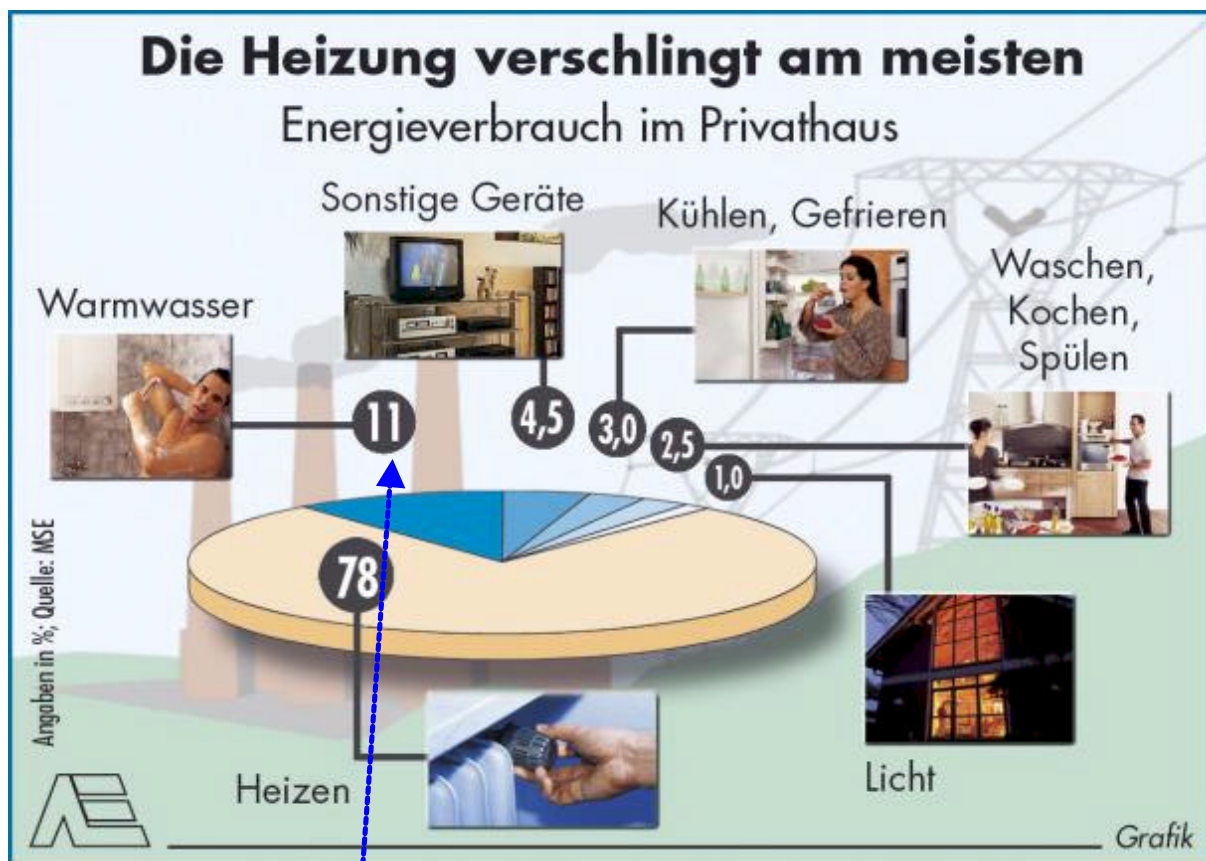 Die Heizung verschlingt am meisten
Energieverbrauch im Privathaus
Sonstige Geräte
Kühlen, Gefrieren
Waschen,
Kochen,
Spülen
Warmwasser
11
4,5
3,0
2,5
1,0
78
Angaben in %; Quelle: MSE
Heizen
Licht
AE
Grafik